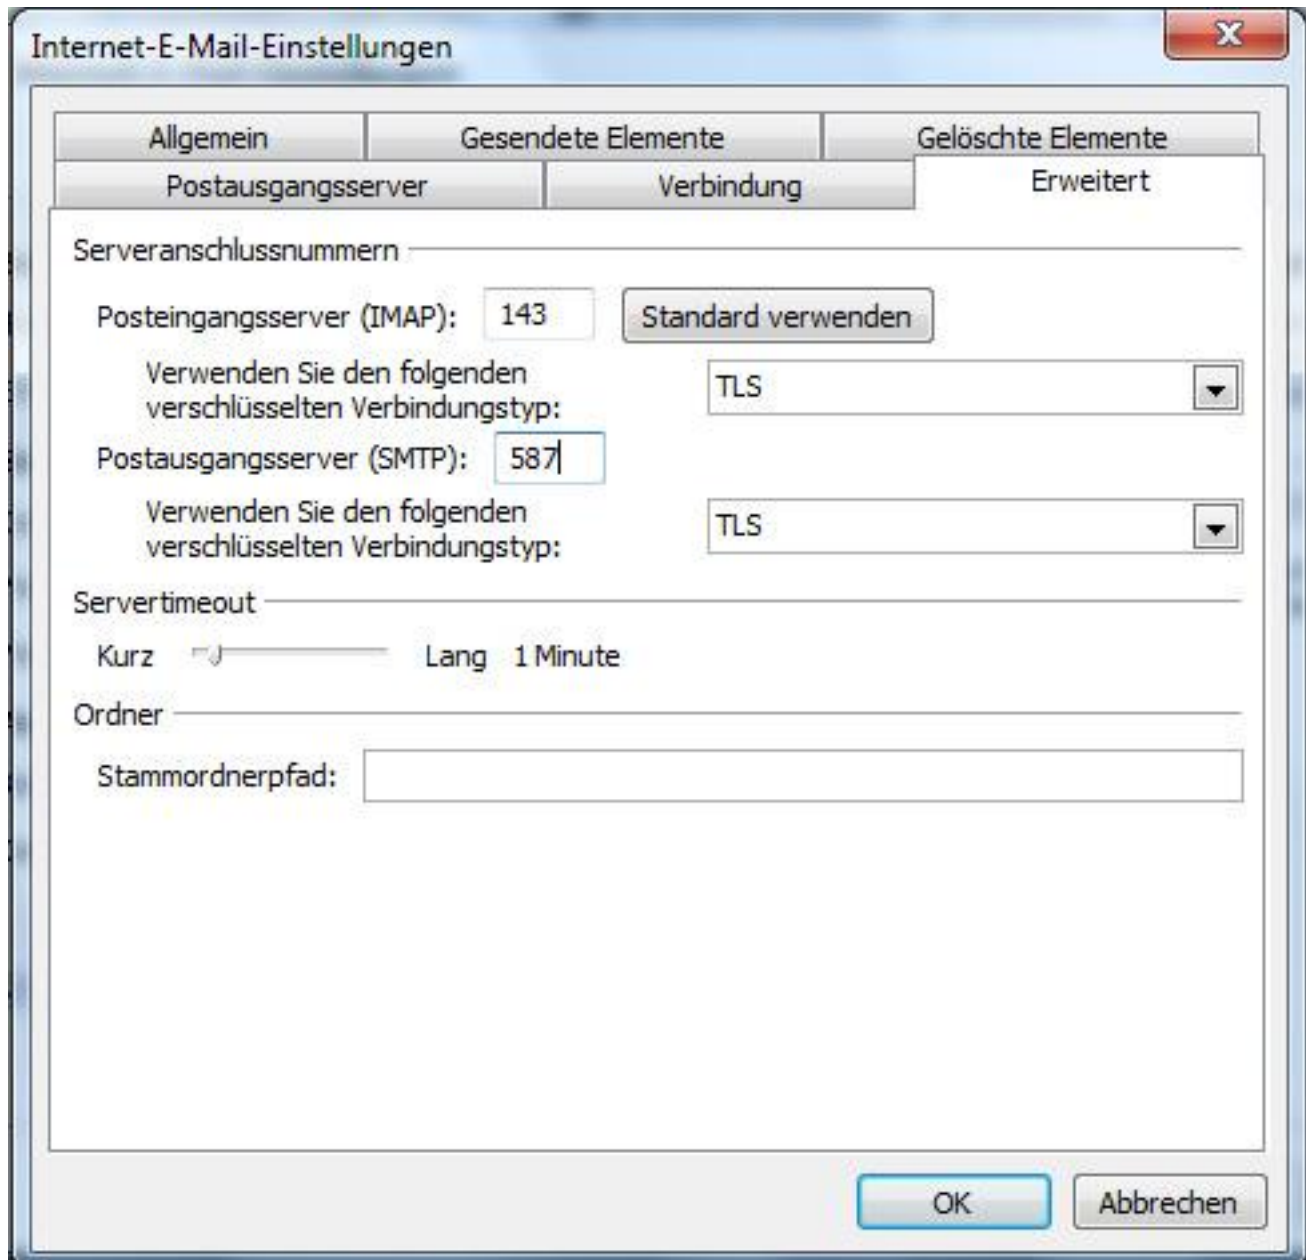 Internet-E-Mail-Einstellungen
Allgemein Gesendete Elemente Gelöschte Elemente
Postausgangsserver Verbindung Erweitert
Serveranschlussnummern
Posteingangsserver (IMAP): 143 Standard verwenden
Verwenden Sie den folgenden
verschlüsselten Verbindungstyp: TLS
Postausgangsserver (SMTP): 587
Verwenden Sie den folgenden
verschlüsselten Verbindungstyp: TLS
Servertimeout
Kurz Lang 1 Minute
Ordner
Stammordnerpfad:
OK Abbrechen